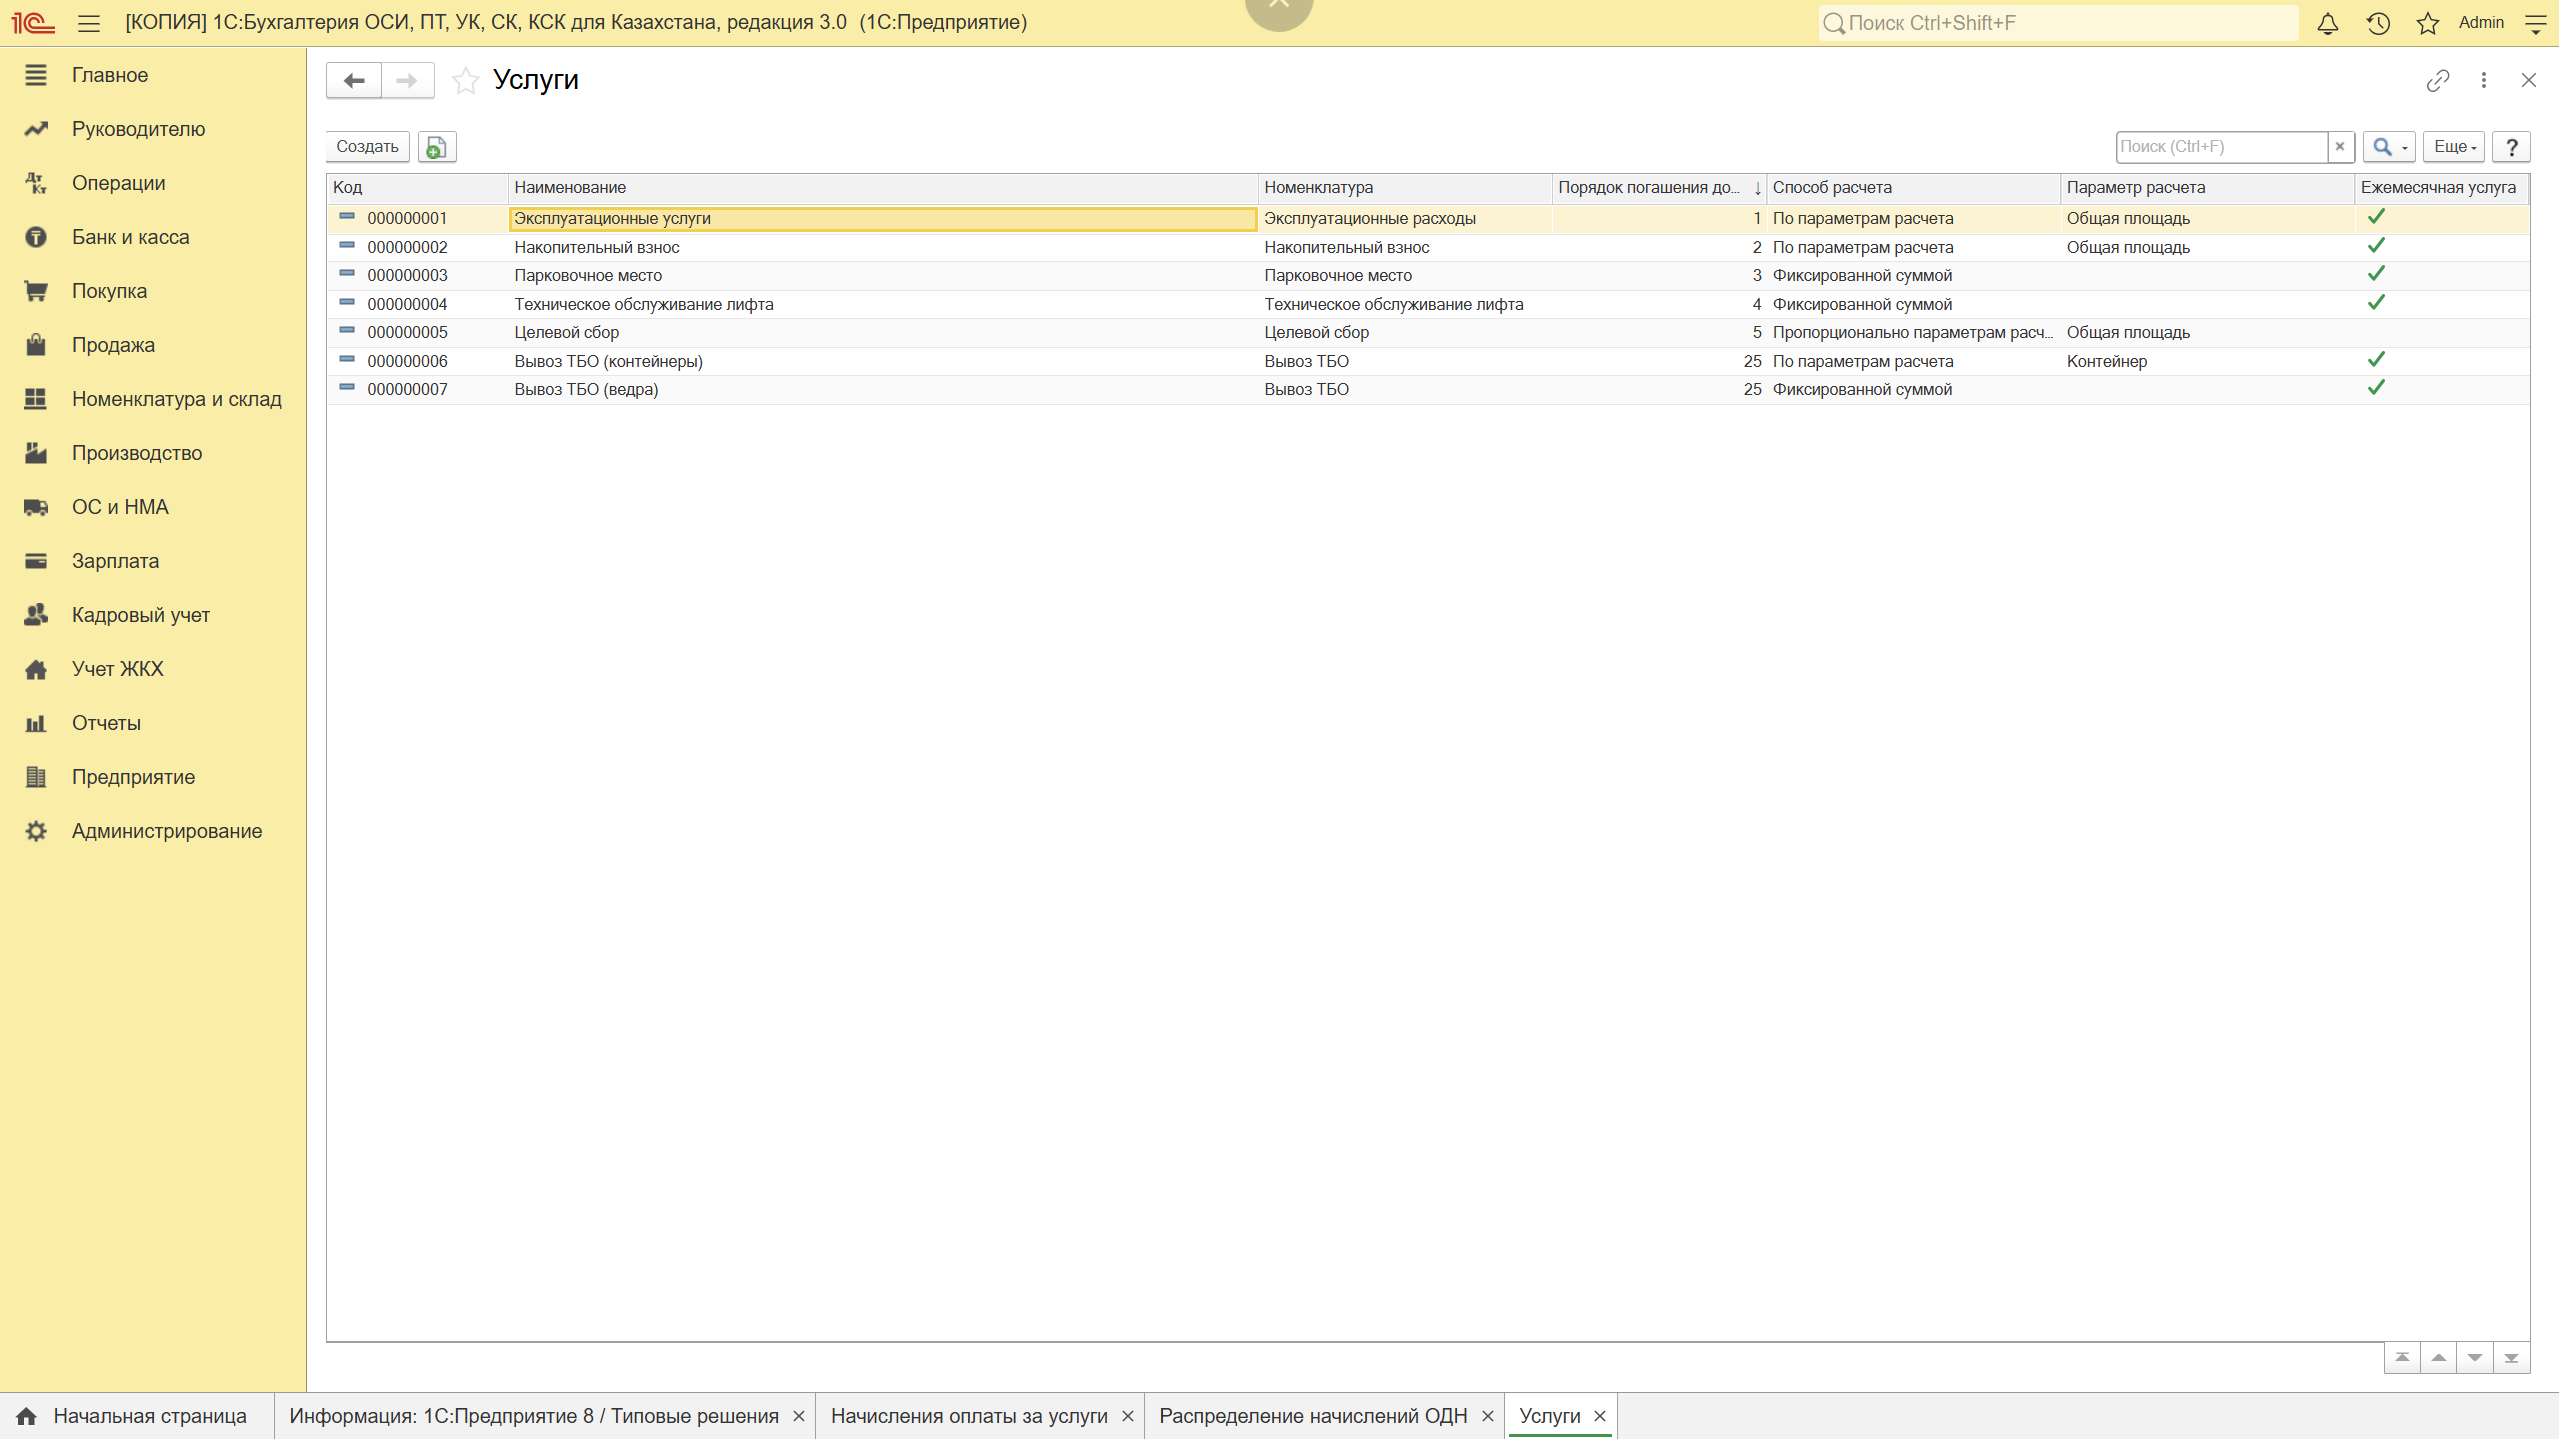 [КОПИЯ] 1С:Бухгалтерия ОСИ, ПТ, УК, СК, КСК для Казахстана, редакция 3.0 (1С:Предприятие)
Поиск Ctrl+Shift+F
Admin
Главное
Руководителю
Операции
Банк и касса
Покупка
Продажа
Номенклатура и склад
Производство
ОС и НМА
Зарплата
Кадровый учет
Учет ЖКХ
Отчеты
Предприятие
Администрирование
Услуги
Создать
Поиск (Ctrl+F)
×
Еще
?
Код Наименование Номенклатура Порядок погашения до... ↓ Способ расчета Параметр расчета Ежемесячная услуга
000000001 Эксплуатационные услуги Эксплуатационные расходы 1 По параметрам расчета Общая площадь
000000002 Накопительный взнос Накопительный взнос 2 По параметрам расчета Общая площадь
000000003 Парковочное место Парковочное место 3 Фиксированной суммой
000000004 Техническое обслуживание лифта Техническое обслуживание лифта 4 Фиксированной суммой
000000005 Целевой сбор Целевой сбор 5 Пропорционально параметрам расч... Общая площадь
000000006 Вывоз ТБО (контейнеры) Вывоз ТБО 25 По параметрам расчета Контейнер
000000007 Вывоз ТБО (ведра) Вывоз ТБО 25 Фиксированной суммой
Начальная страница
Информация: 1С:Предприятие 8 / Типовые решения ×
Начисления оплаты за услуги ×
Распределение начислений ОДН ×
Услуги ×